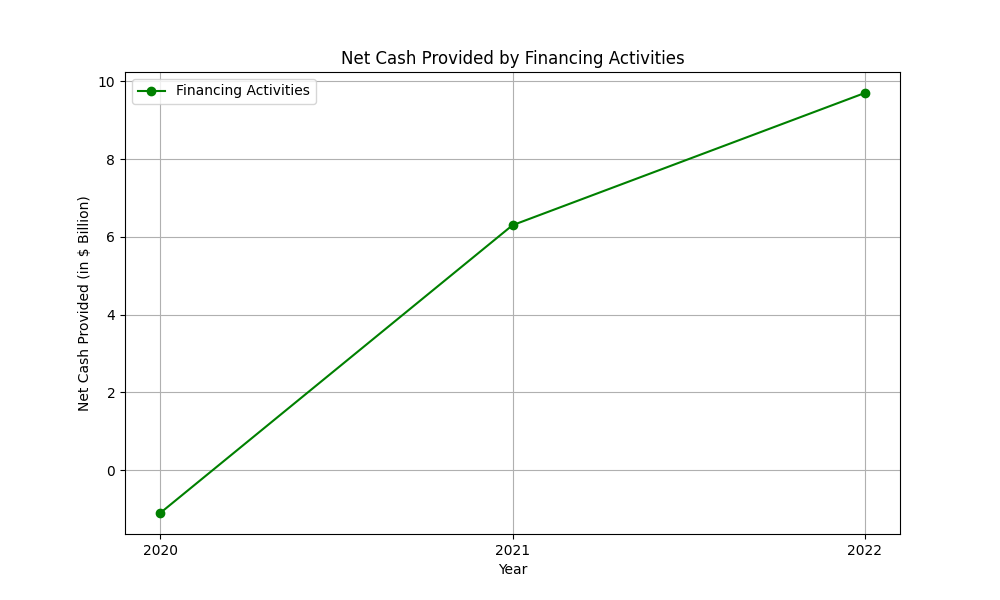 Net Cash Provided by Financing Activities
Financing Activities
Net Cash Provided (in $ Billion)
10
8
6
4
2
0
2020
2021
2022
Year